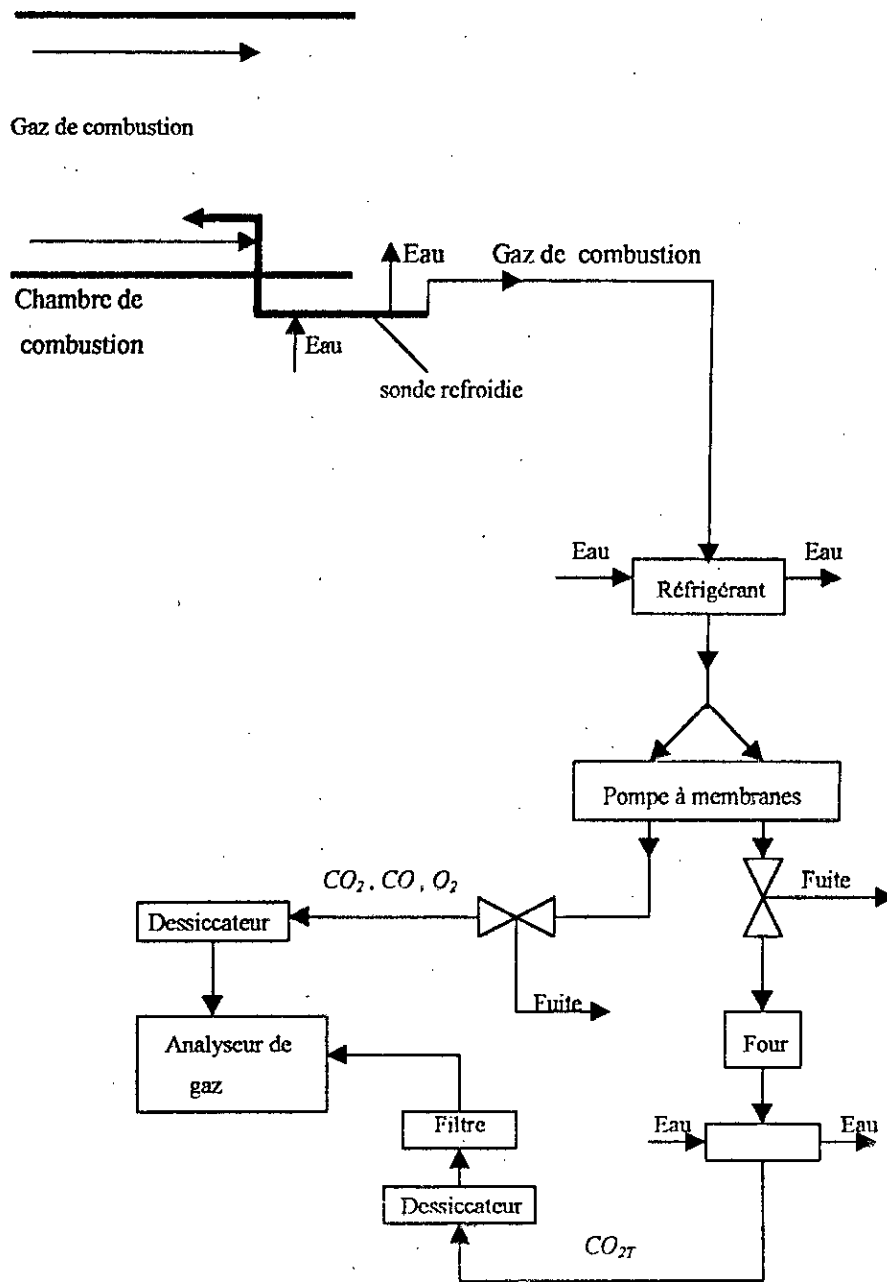 Gaz de combustion
Eau
Gaz de combustion
Chambre de
combustion
Eau
sonde refroidie
Eau
Eau
Réfrigérant
Pompe à membranes
CO₂, CO, O₂
Fuite
Dessiccateur
Fuite
Analyseur de
gaz
Four
Filtre
Eau
Eau
Dessiccateur
CO₂T